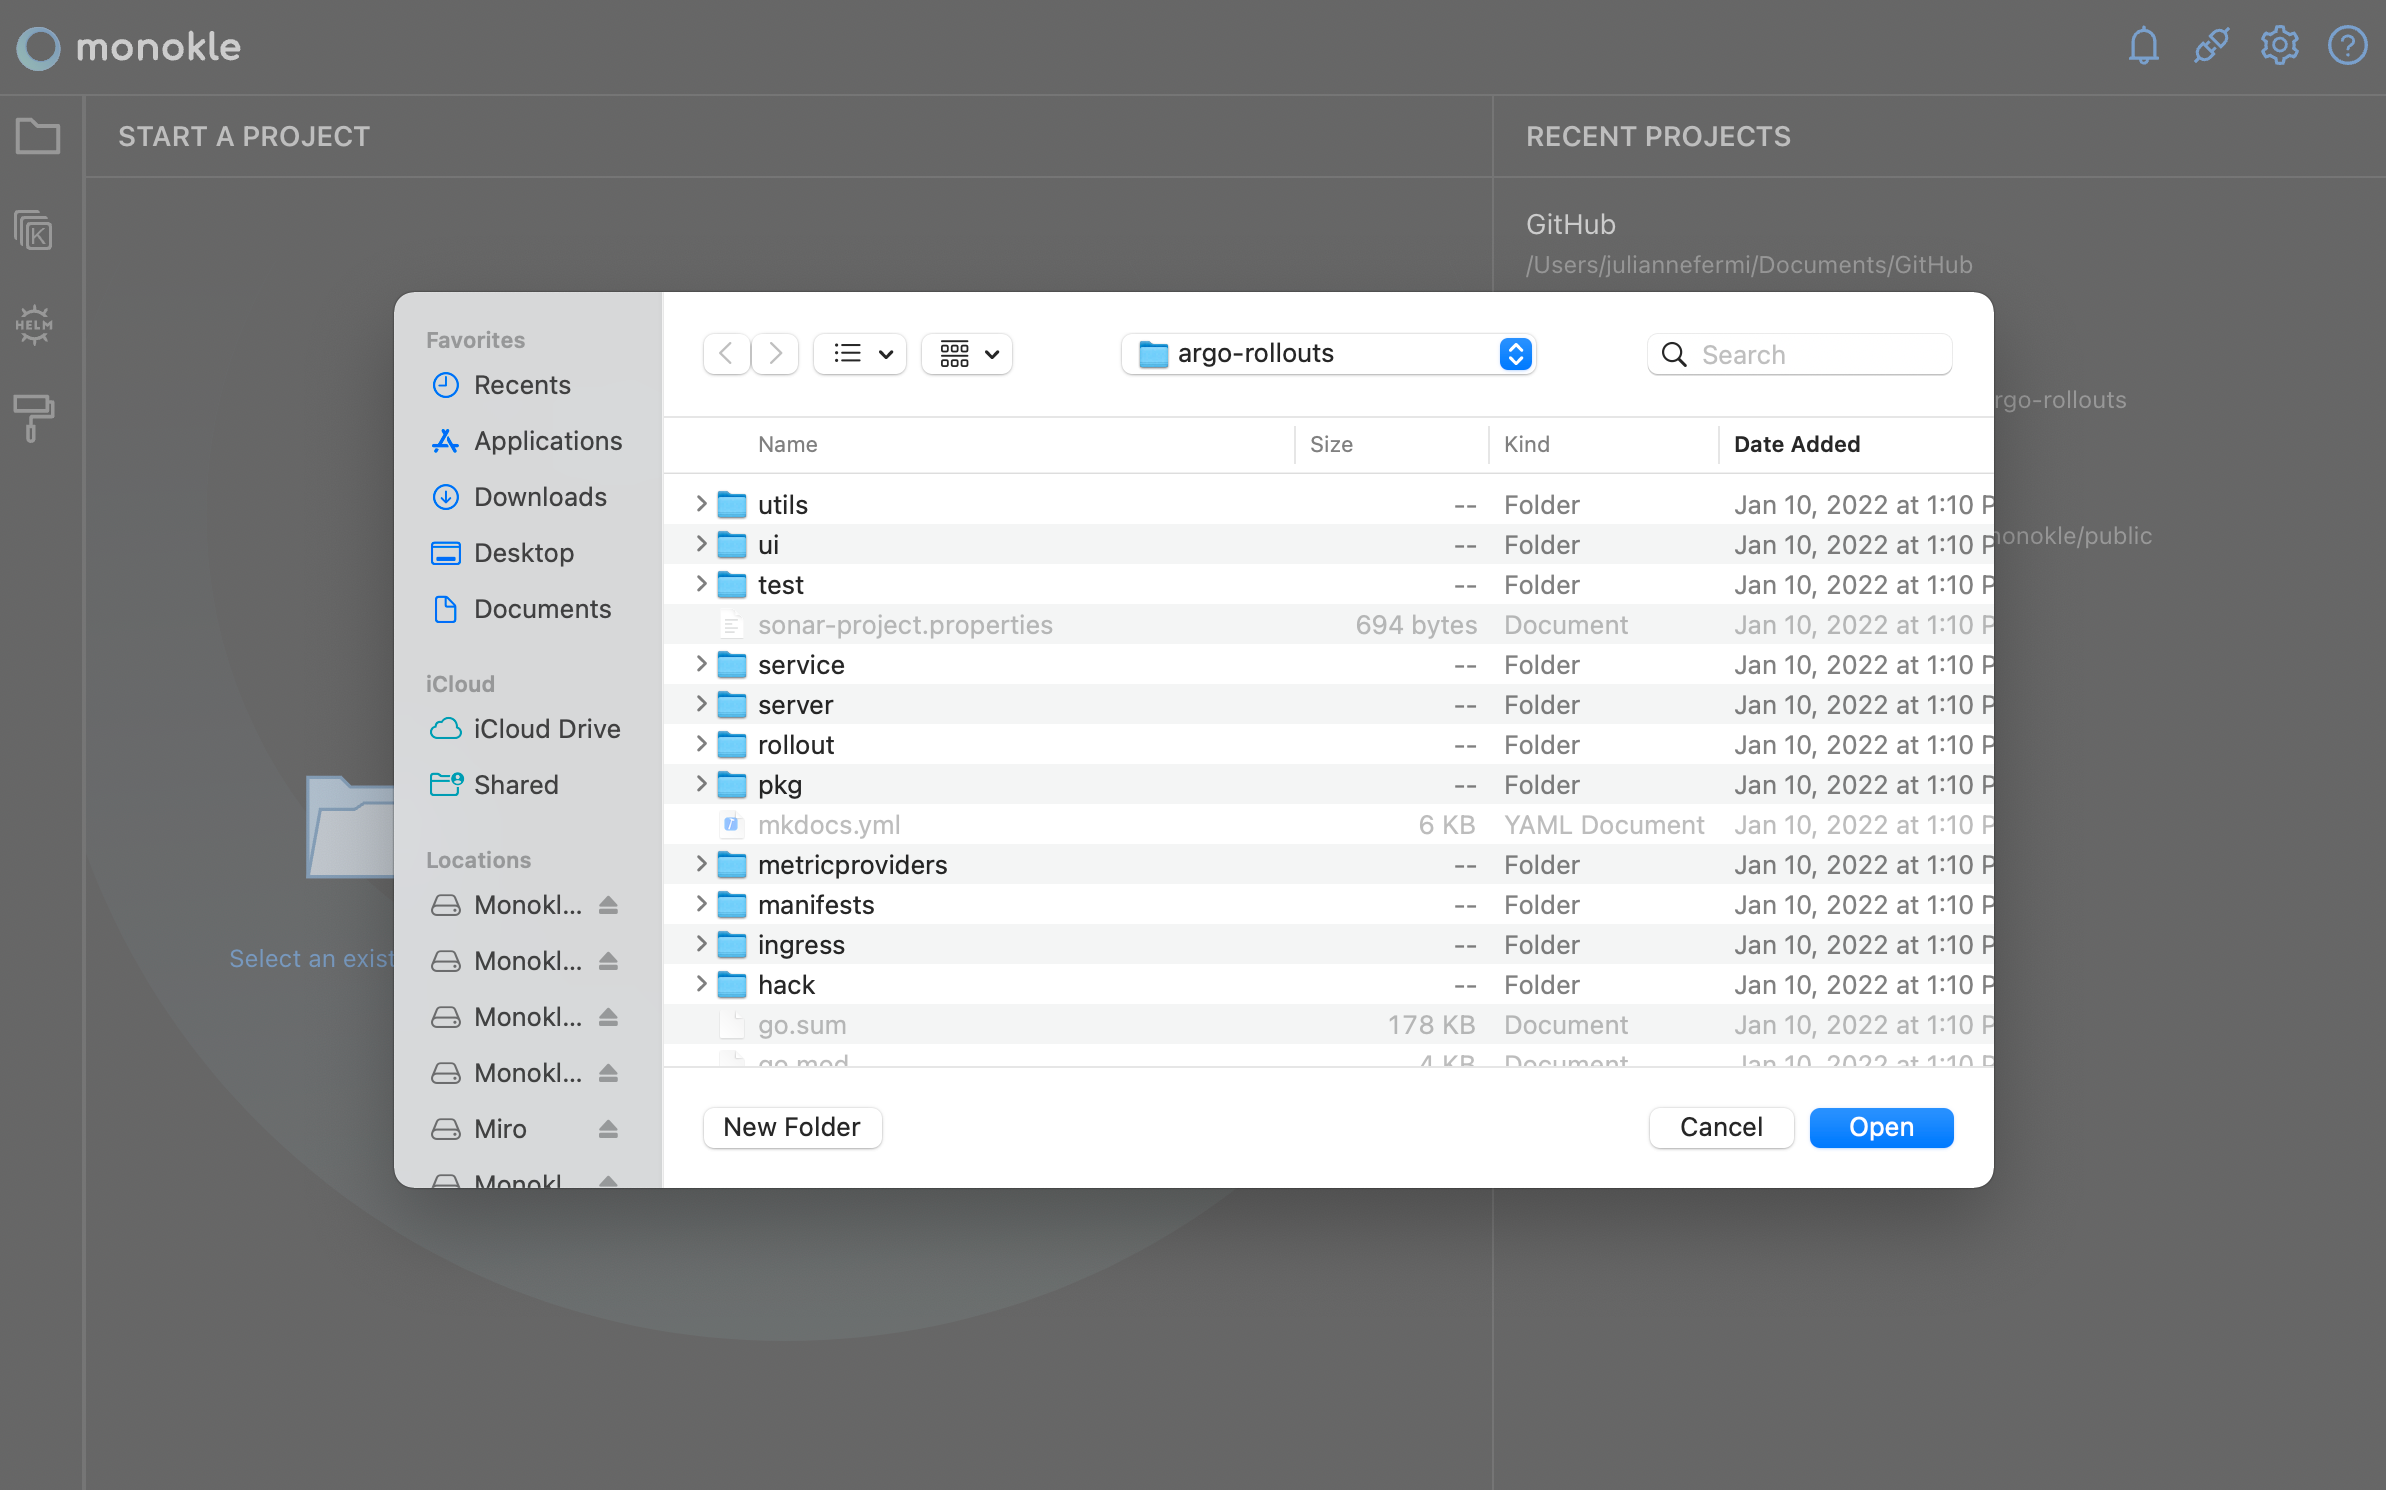 monokle
START A PROJECT
RECENT PROJECTS
K
HELM
GitHub
/Users/juliannefermi/Documents/GitHub
rgo-rollouts
onokle/public
Select an exist
Favorites
Recents
Applications
Downloads
Desktop
Documents
iCloud
iCloud Drive
Shared
Locations
Monokl...
Monokl...
Monokl...
Monokl...
Miro
Monokl
argo-rollouts
Search
Name Size Kind Date Added
utils -- Folder Jan 10, 2022 at 1:10 P
ui -- Folder Jan 10, 2022 at 1:10 P
test -- Folder Jan 10, 2022 at 1:10 P
sonar-project.properties 694 bytes Document Jan 10, 2022 at 1:10 P
service -- Folder Jan 10, 2022 at 1:10 P
server -- Folder Jan 10, 2022 at 1:10 P
rollout -- Folder Jan 10, 2022 at 1:10 P
pkg -- Folder Jan 10, 2022 at 1:10 P
mkdocs.yml 6 KB YAML Document Jan 10, 2022 at 1:10 P
metricproviders -- Folder Jan 10, 2022 at 1:10 P
manifests -- Folder Jan 10, 2022 at 1:10 P
ingress -- Folder Jan 10, 2022 at 1:10 P
hack -- Folder Jan 10, 2022 at 1:10 P
go.sum 178 KB Document Jan 10, 2022 at 1:10 P
go.mod 4 KB Document Jan 10, 2022 at 1:10 P
New Folder
Cancel
Open